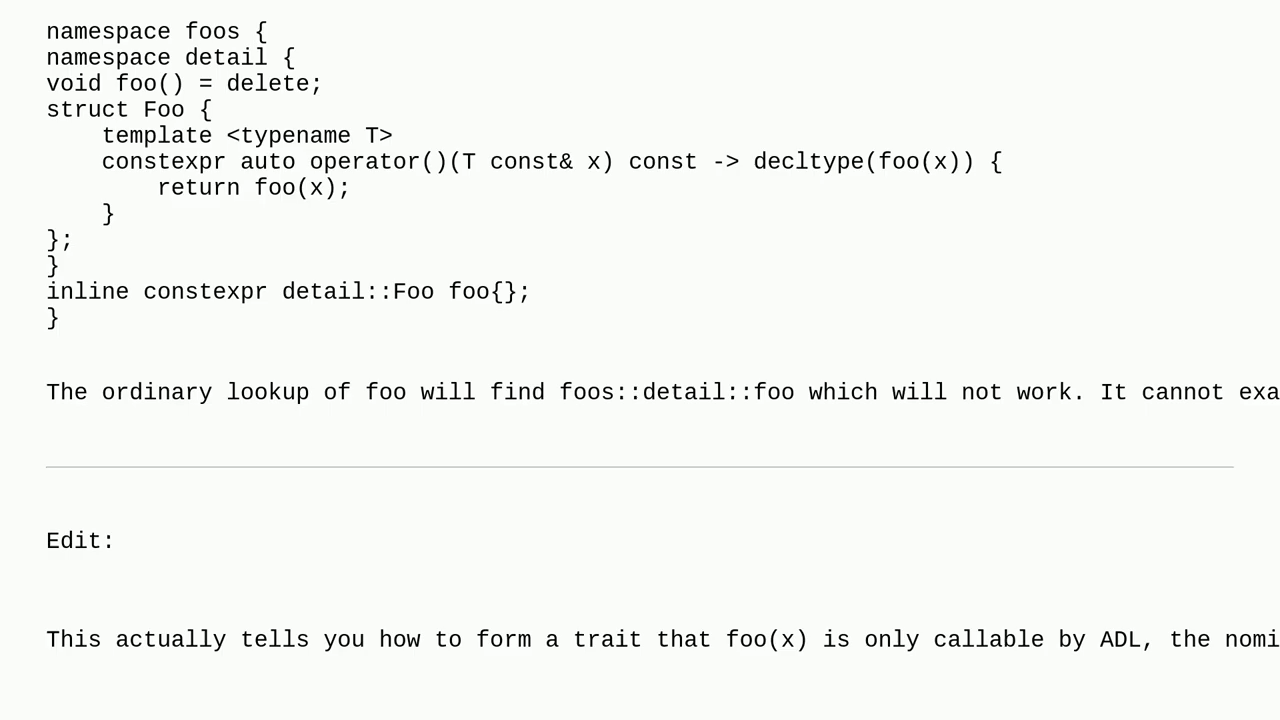 namespace foos {
namespace detail {
void foo() = delete;
struct Foo {
    template <typename T>
    constexpr auto operator()(T const& x) const -> decltype(foo(x)) {
        return foo(x);
    }
};
}
inline constexpr detail::Foo foo{};
}
The ordinary lookup of foo will find foos::detail::foo which will not work. It cannot exa
Edit:
This actually tells you how to form a trait that foo(x) is only callable by ADL, the nomi